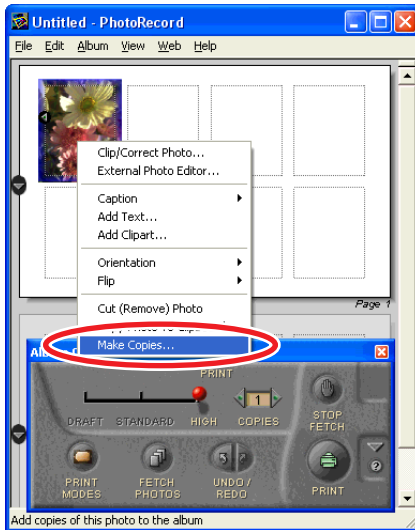 Untitled - PhotoRecord
File Edit Album View Web Help
Clip/Correct Photo...
External Photo Editor...
Caption
Add Text...
Add Clipart...
Orientation
Flip
Cut (Remove) Photo
Make Copies...
Page 1
PRINT
DRAFT STANDARD HIGH COPIES
1
STOP
FETCH
PRINT
MODES
FETCH
PHOTOS
UNDO /
REDO
PRINT
?
Add copies of this photo to the album